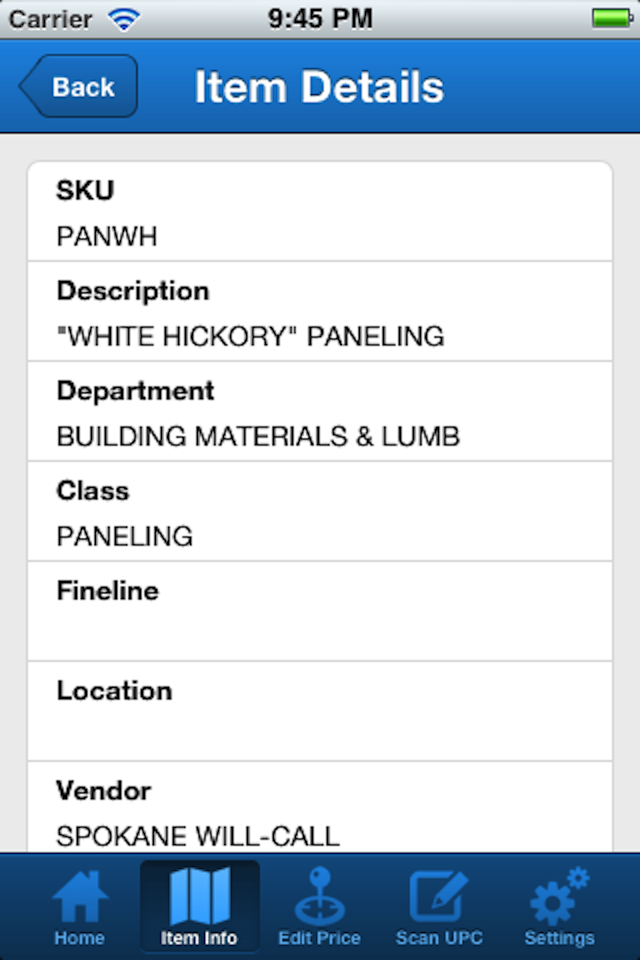 Carrier 9:45 PM
Back Item Details
SKU
PANWH
Description
"WHITE HICKORY" PANELING
Department
BUILDING MATERIALS & LUMB
Class
PANELING
Fineline
Location
Vendor
SPOKANE WILL-CALL
Home Item Info Edit Price Scan UPC Settings